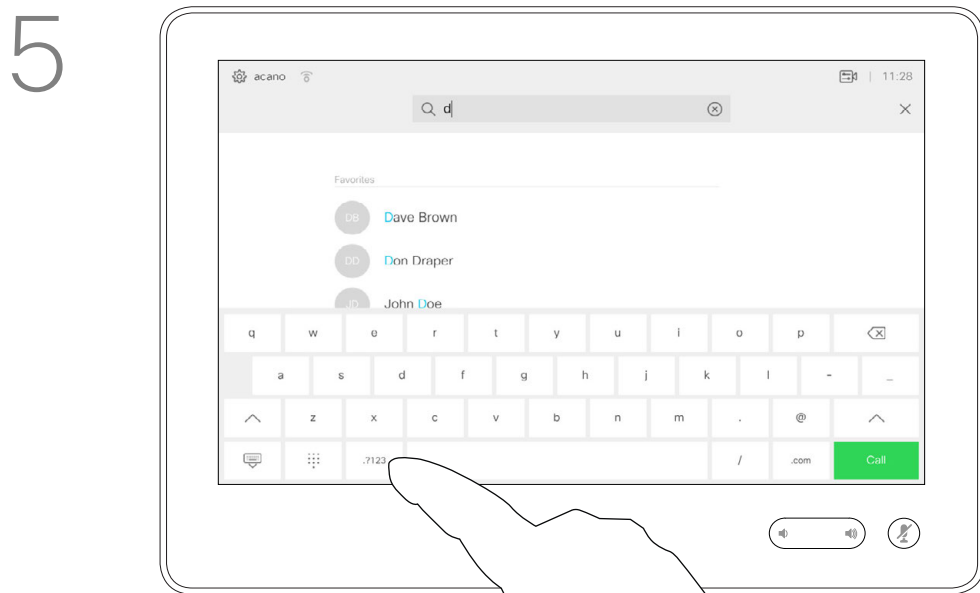 5
acano 11:28
d
Favorites
DB Dave Brown
DD Don Draper
JD John Doe
q w e r t y u i o p
a s d f g h j k l - _
z x c v b n m . @
.?123 / .com Call